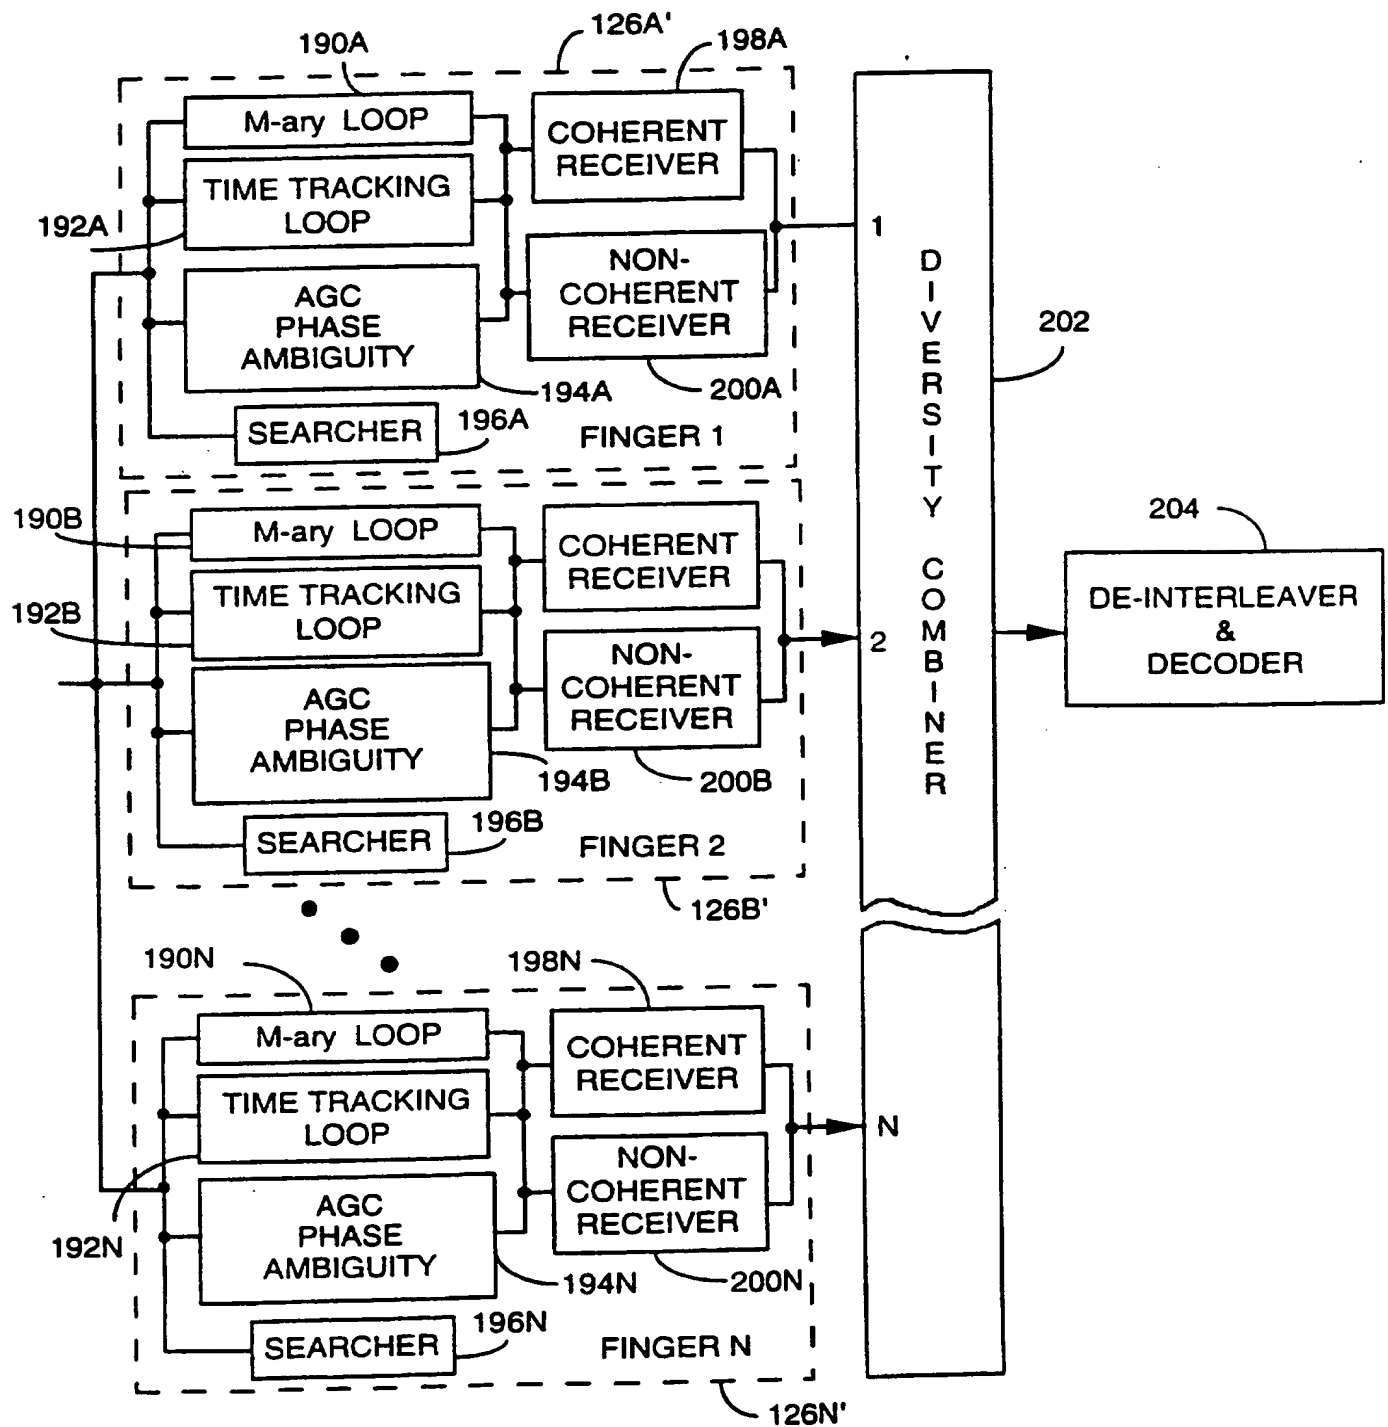 126A'
190A
198A
M-ary LOOP
COHERENT
RECEIVER
TIME TRACKING
LOOP
192A
1
NON-
COHERENT
RECEIVER
AGC
PHASE
AMBIGUITY
194A
200A
196A
SEARCHER
FINGER 1
DIVERSITY COMBINER
202
190B
M-ary LOOP
COHERENT
RECEIVER
204
TIME TRACKING
LOOP
192B
2
DE-INTERLEAVER
&
DECODER
NON-
COHERENT
RECEIVER
AGC
PHASE
AMBIGUITY
194B
200B
196B
SEARCHER
FINGER 2
126B'
190N
198N
M-ary LOOP
COHERENT
RECEIVER
TIME TRACKING
LOOP
N
NON-
COHERENT
RECEIVER
AGC
PHASE
AMBIGUITY
192N
194N
200N
196N
SEARCHER
FINGER N
126N'